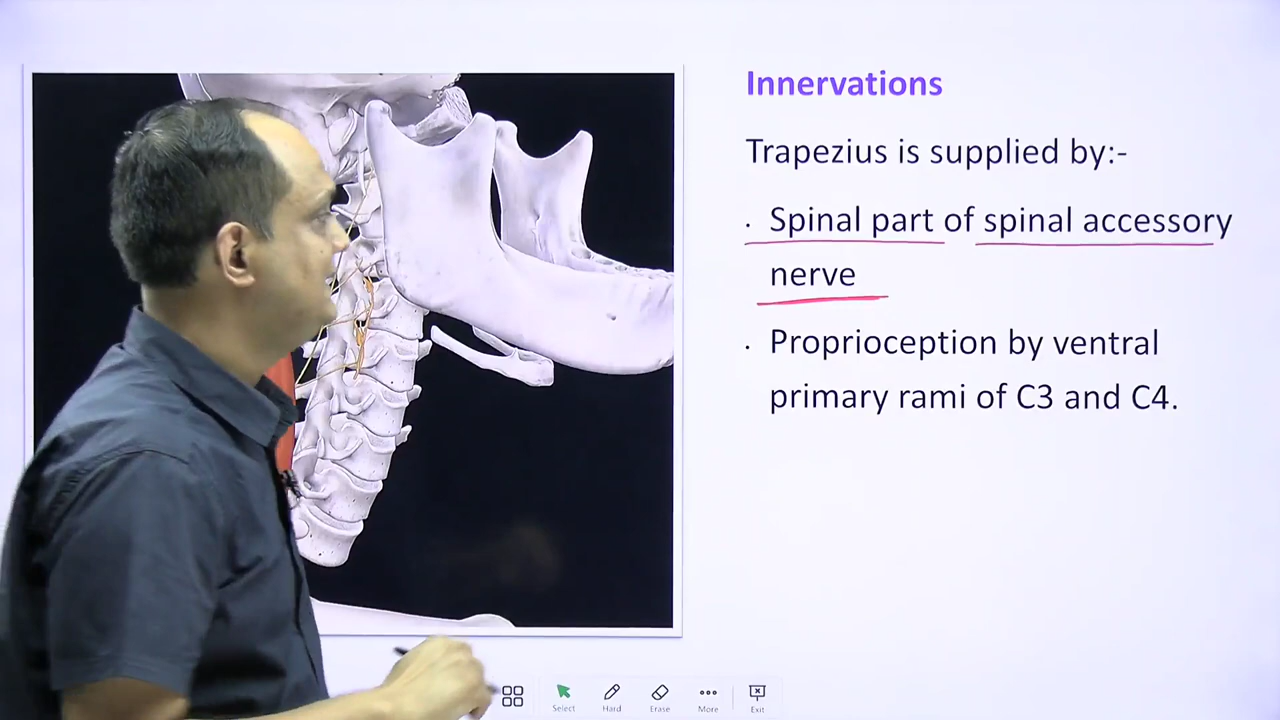 Innervations
Trapezius is supplied by:-
· Spinal part of spinal accessory
nerve
· Proprioception by ventral
primary rami of C3 and C4.
Select
Hard
Erase
More
Exit